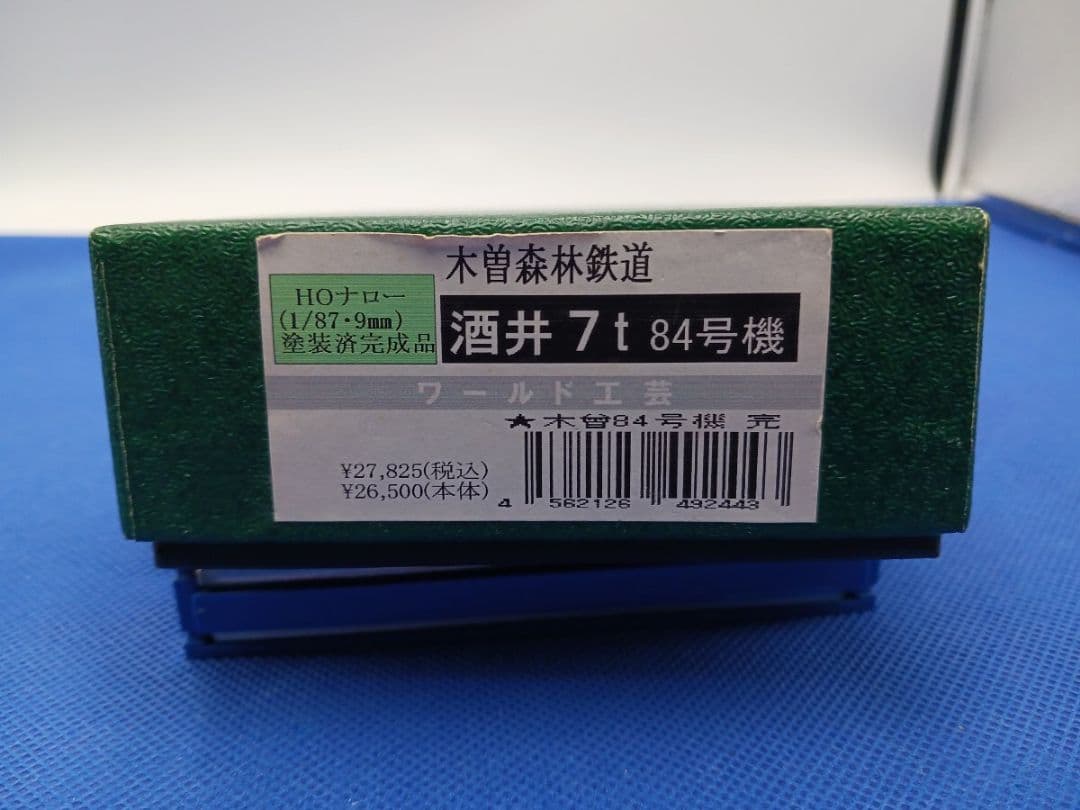 木曽森林鉄道
HOナロー
(1/87・9mm)
塗装済完成品
酒井 7t 84号機
ワールド工芸
★木曽84号機 完
¥27,825(税込)
¥26,500(本体)
4 562126 492443